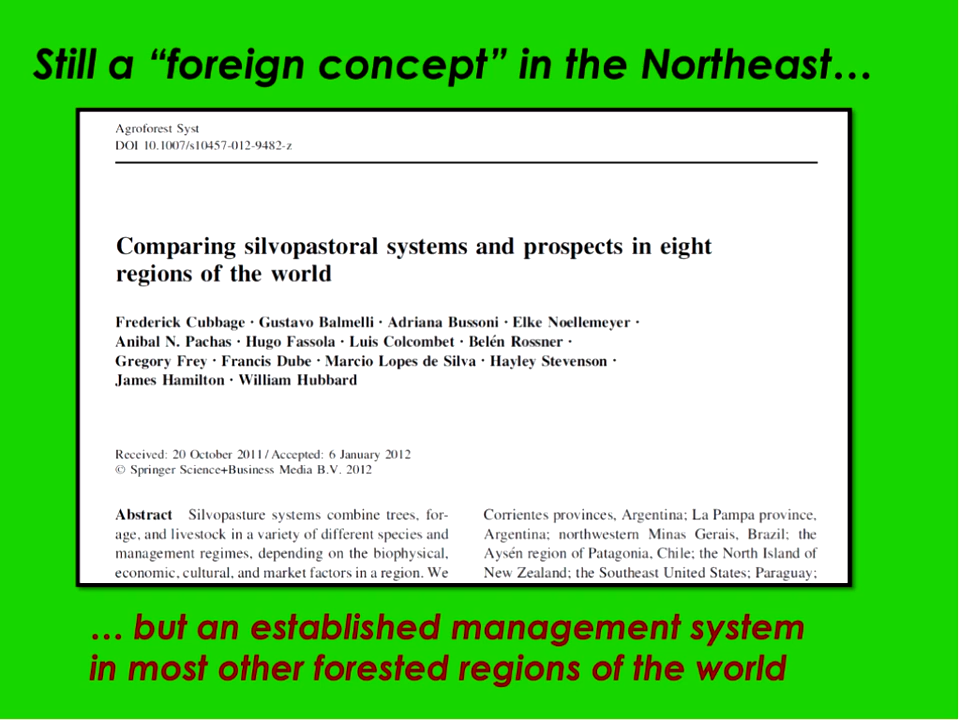 Still a “foreign concept” in the Northeast…
Agroforest Syst
DOI 10.1007/s10457-012-9482-z
Comparing silvopastoral systems and prospects in eight
regions of the world
Frederick Cubbage · Gustavo Balmelli · Adriana Bussoni · Elke Noellemeyer ·
Anibal N. Pachas · Hugo Fassola · Luis Colcombet · Belén Rossner ·
Gregory Frey · Francis Dube · Marcio Lopes de Silva · Hayley Stevenson ·
James Hamilton · William Hubbard
Received: 20 October 2011 / Accepted: 6 January 2012
© Springer Science+Business Media B.V. 2012
Abstract Silvopasture systems combine trees, for-
age, and livestock in a variety of different species and
management regimes, depending on the biophysical,
economic, cultural, and market factors in a region. We
Corrientes provinces, Argentina; La Pampa province,
Argentina; northwestern Minas Gerais, Brazil; the
Aysén region of Patagonia, Chile; the North Island of
New Zealand; the Southeast United States; Paraguay;
… but an established management system
in most other forested regions of the world